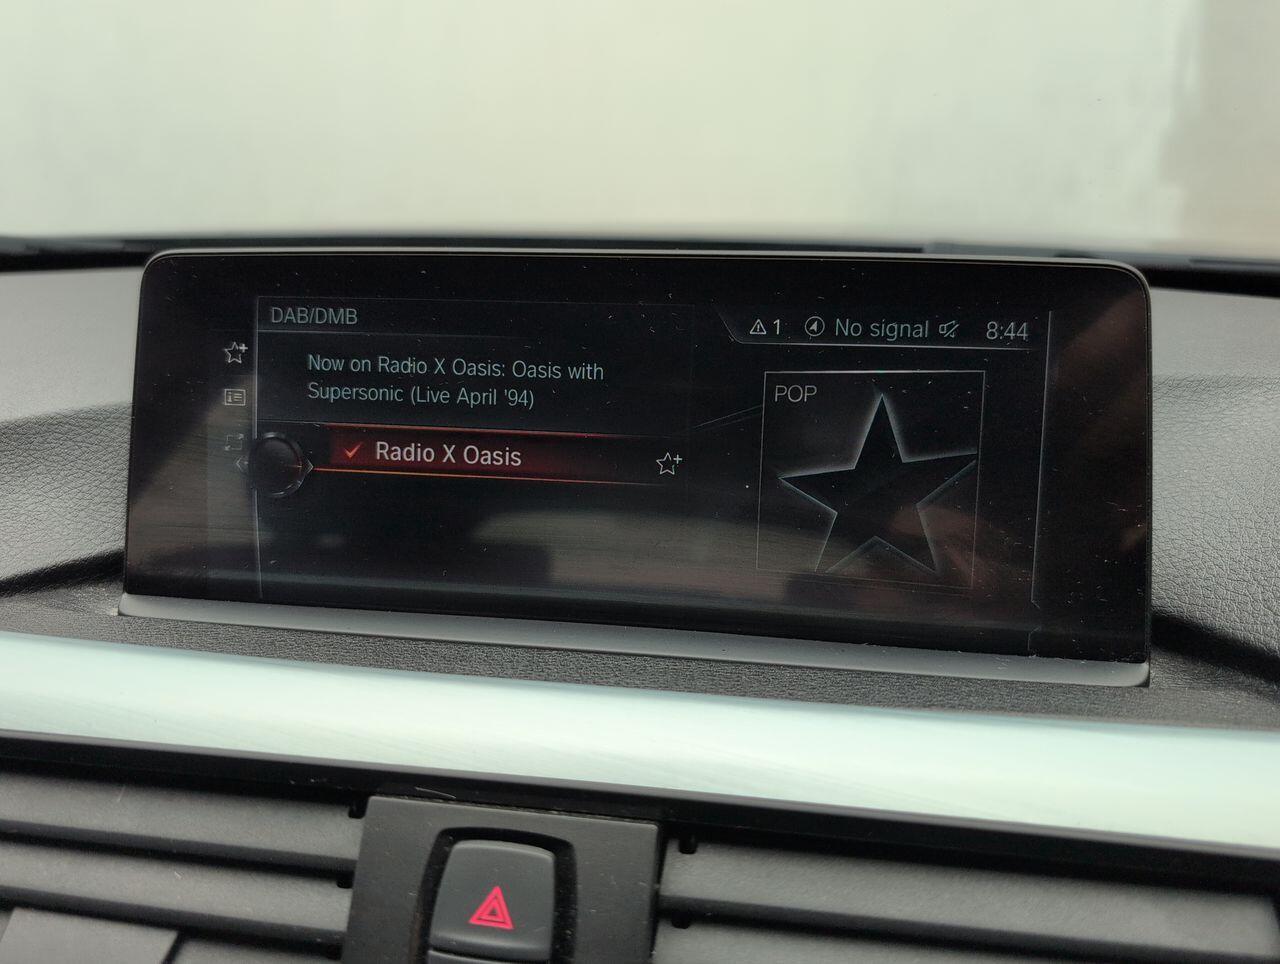 DAB/DMB
1 No signal 8:44
Now on Radio X Oasis: Oasis with
Supersonic (Live April '94)
Radio X Oasis
POP